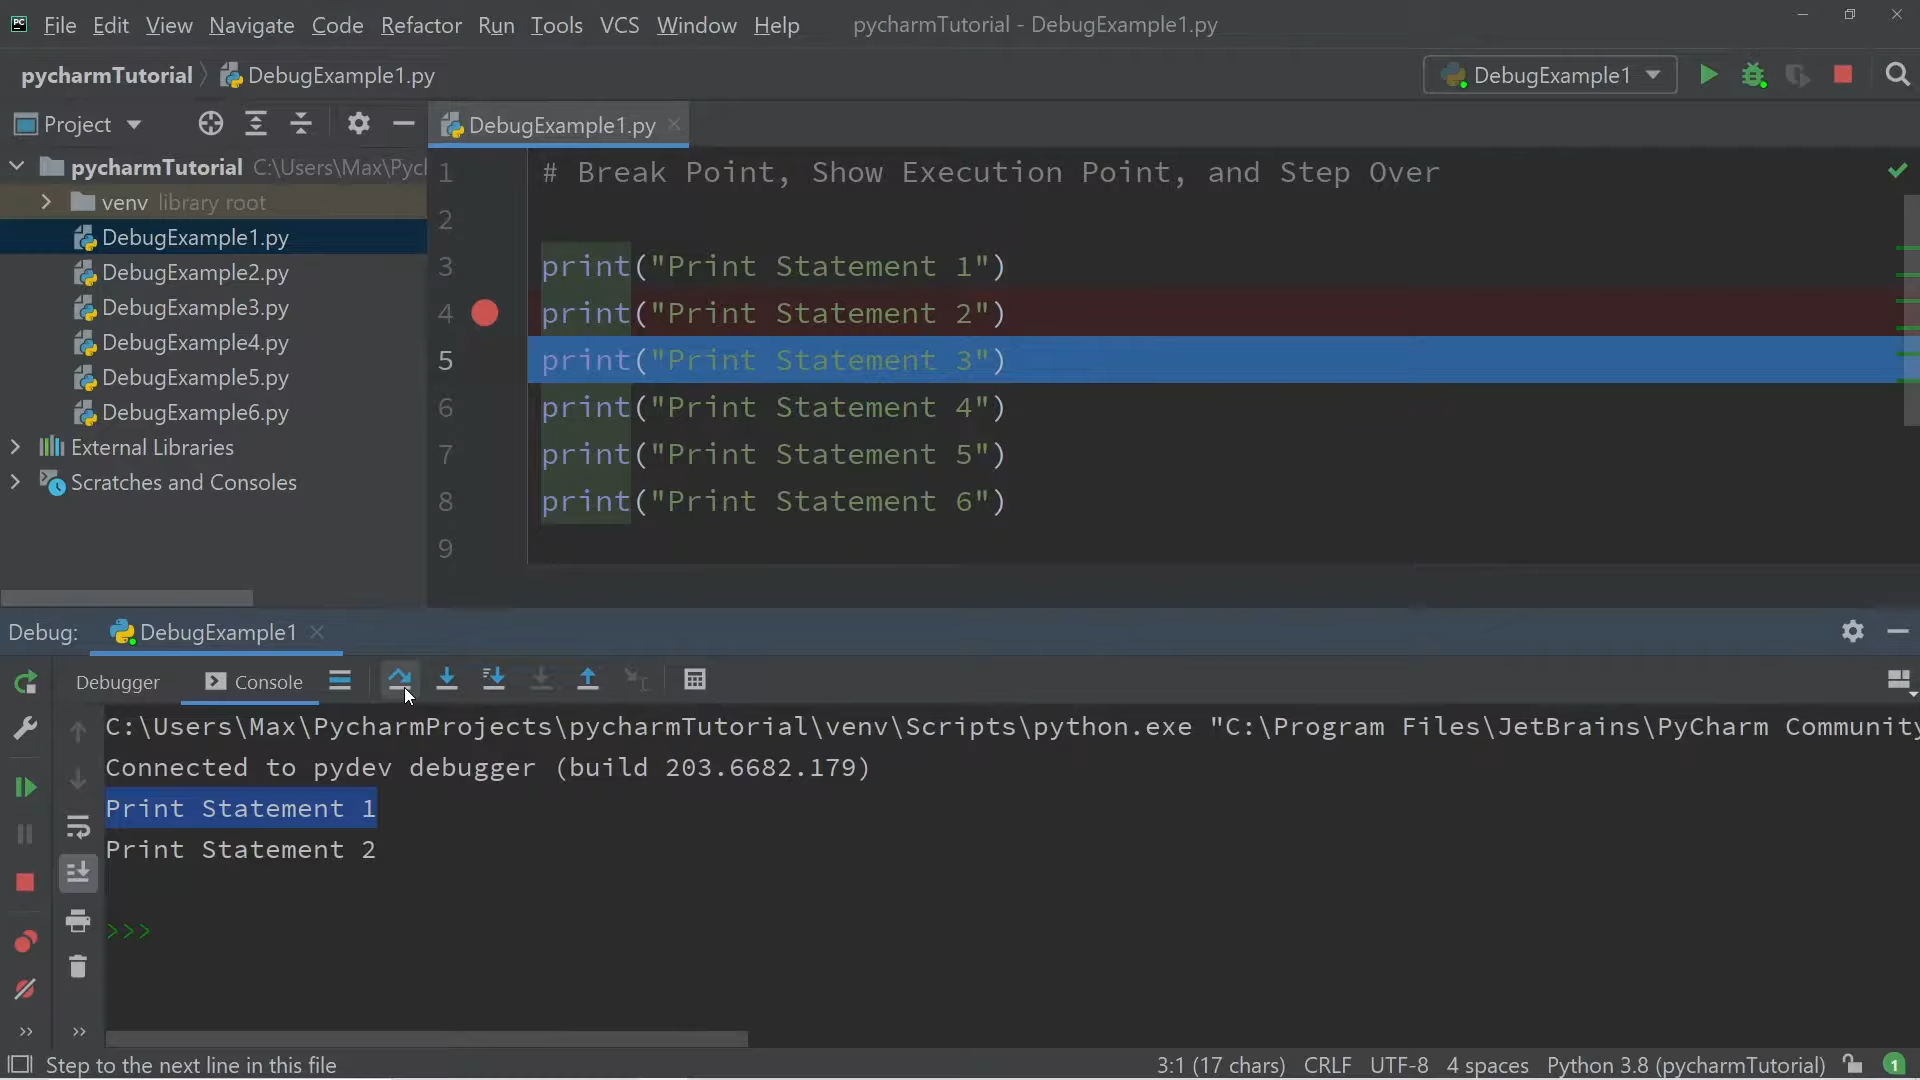 File Edit View Navigate Code Refactor Run Tools VCS Window Help pycharmTutorial - DebugExample1.py
pycharmTutorial DebugExample1.py
DebugExample1
Project
DebugExample1.py
pycharmTutorial C:\Users\Max\Pycl
venv library root
DebugExample1.py
DebugExample2.py
DebugExample3.py
DebugExample4.py
DebugExample5.py
DebugExample6.py
External Libraries
Scratches and Consoles
1 # Break Point, Show Execution Point, and Step Over
2
3 print("Print Statement 1")
4 print("Print Statement 2")
5 print("Print Statement 3")
6 print("Print Statement 4")
7 print("Print Statement 5")
8 print("Print Statement 6")
9
Debug: DebugExample1
Debugger Console
C:\Users\Max\PycharmProjects\pycharmTutorial\venv\Scripts\python.exe "C:\Program Files\JetBrains\PyCharm Community
Connected to pydev debugger (build 203.6682.179)
Print Statement 1
Print Statement 2
>>>
Step to the next line in this file
3:1 (17 chars) CRLF UTF-8 4 spaces Python 3.8 (pycharmTutorial) 1